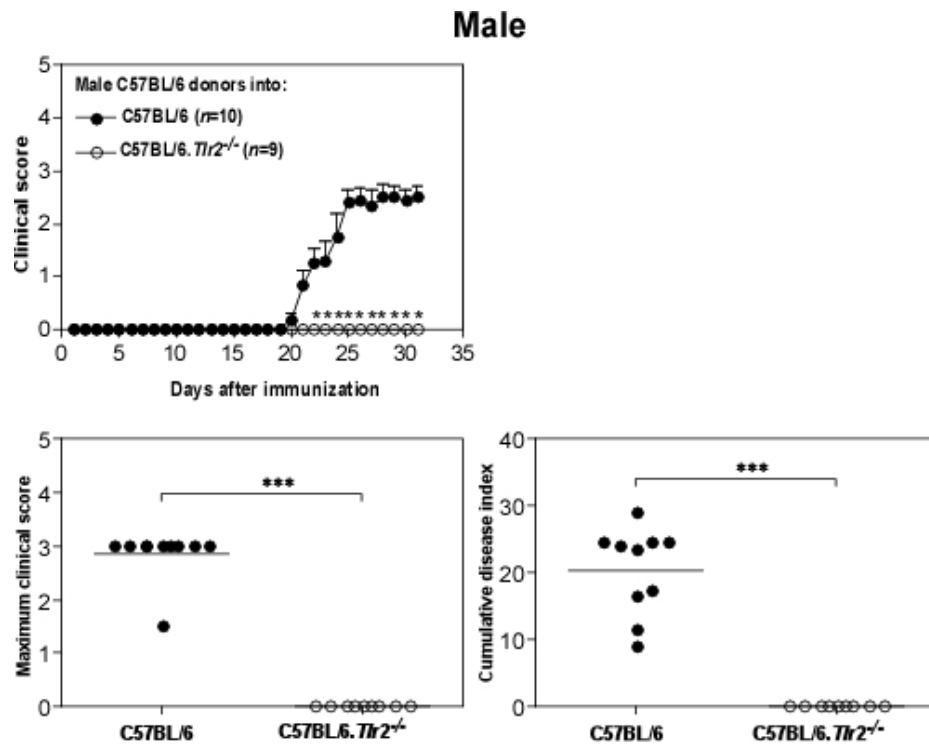 Male
5
4
3
2
1
0
Clinical score
Male C57BL/6 donors into:
C57BL/6 (n=10)
C57BL/6.Tlr2-/- (n=9)
**********
0 5 10 15 20 25 30 35
Days after immunization
5
4
3
2
1
0
Maximum clinical score
***
C57BL/6 C57BL/6.Tlr2-/-
40
30
20
10
0
Cumulative disease index
***
C57BL/6 C57BL/6.Tlr2-/-